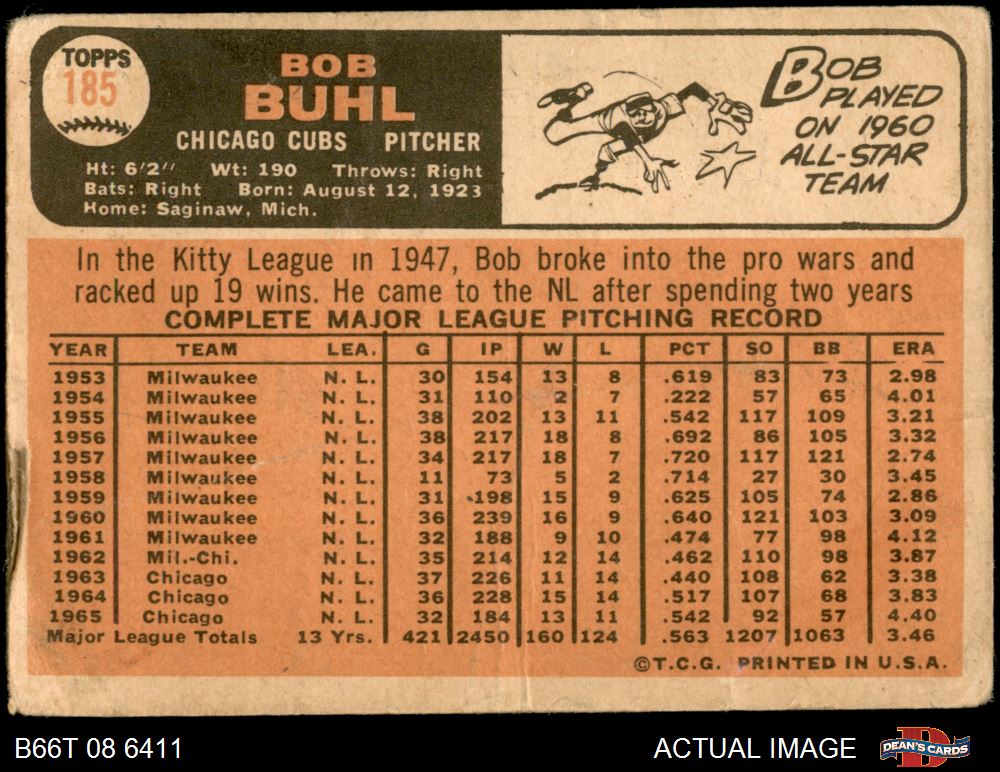 TOPPS
185
BOB
BUHL
CHICAGO CUBS PITCHER
Ht: 6'2" Wt: 190 Throws: Right
Bats: Right Born: August 12, 1923
Home: Saginaw, Mich.
BOB
PLAYED
ON 1960
ALL-STAR
TEAM
In the Kitty League in 1947, Bob broke into the pro wars and
racked up 19 wins. He came to the NL after spending two years
COMPLETE MAJOR LEAGUE PITCHING RECORD
YEAR TEAM LEA. G IP W L PCT SO BB ERA
1953 Milwaukee N. L. 30 154 13 8 .619 83 73 2.98
1954 Milwaukee N. L. 31 110 2 7 .222 57 65 4.01
1955 Milwaukee N. L. 38 202 13 11 .542 117 109 3.21
1956 Milwaukee N. L. 38 217 18 8 .692 86 105 3.32
1957 Milwaukee N. L. 34 217 18 7 .720 117 121 2.74
1958 Milwaukee N. L. 11 73 5 2 .714 27 30 3.45
1959 Milwaukee N. L. 31 198 15 9 .625 105 74 2.86
1960 Milwaukee N. L. 36 239 16 9 .640 121 103 3.09
1961 Milwaukee N. L. 32 188 9 10 .474 77 98 4.12
1962 Mil.-Chi. N. L. 35 214 12 14 .462 110 98 3.87
1963 Chicago N. L. 37 226 11 14 .440 108 62 3.38
1964 Chicago N. L. 36 228 15 14 .517 107 68 3.83
1965 Chicago N. L. 32 184 13 11 .542 92 57 4.40
Major League Totals 13 Yrs. 421 2450 160 124 .563 1207 1063 3.46
©T.C.G. PRINTED IN U.S.A.
B66T 08 6411 ACTUAL IMAGE DEAN'S CARDS